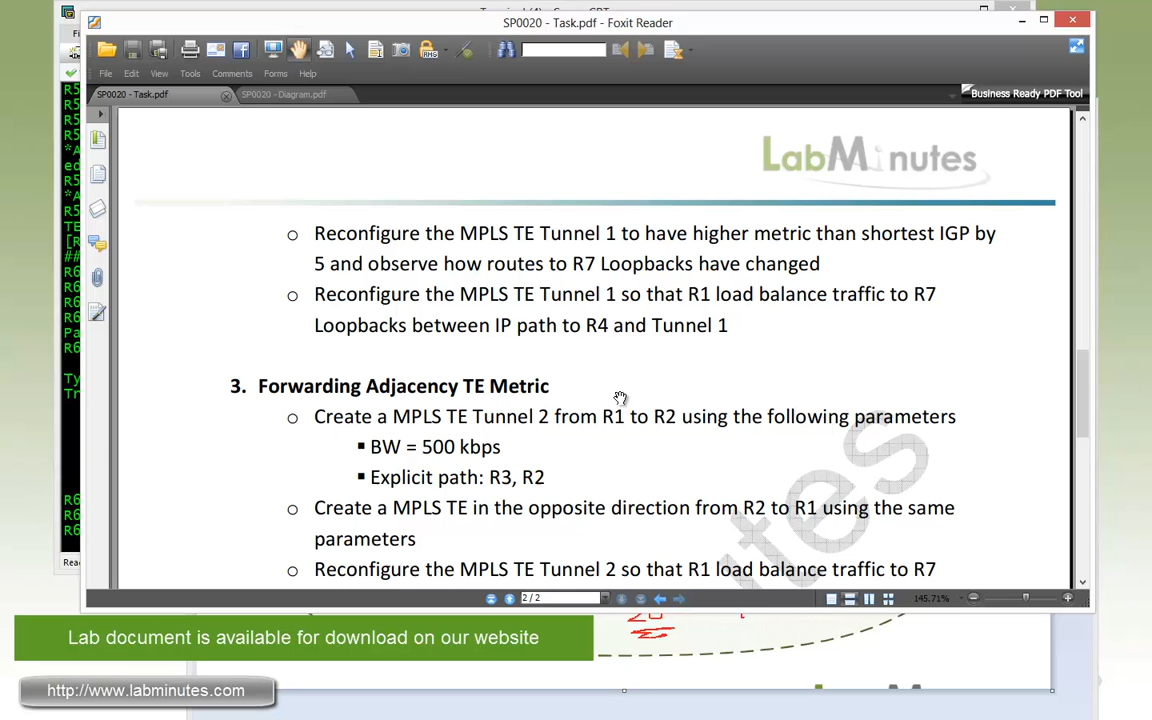 SP0020 - Task.pdf - Foxit Reader
File Edit View Tools Comments Forms Help
SP0020 - Task.pdf
SP0020 - Diagram.pdf
Business Ready PDF Tool
LabMinutes
o Reconfigure the MPLS TE Tunnel 1 to have higher metric than shortest IGP by
5 and observe how routes to R7 Loopbacks have changed
o Reconfigure the MPLS TE Tunnel 1 so that R1 load balance traffic to R7
Loopbacks between IP path to R4 and Tunnel 1
3. Forwarding Adjacency TE Metric
o Create a MPLS TE Tunnel 2 from R1 to R2 using the following parameters
▪ BW = 500 kbps
▪ Explicit path: R3, R2
o Create a MPLS TE in the opposite direction from R2 to R1 using the same
parameters
o Reconfigure the MPLS TE Tunnel 2 so that R1 load balance traffic to R7
2/2
145.71%
Lab document is available for download on our website
http://www.labminutes.com